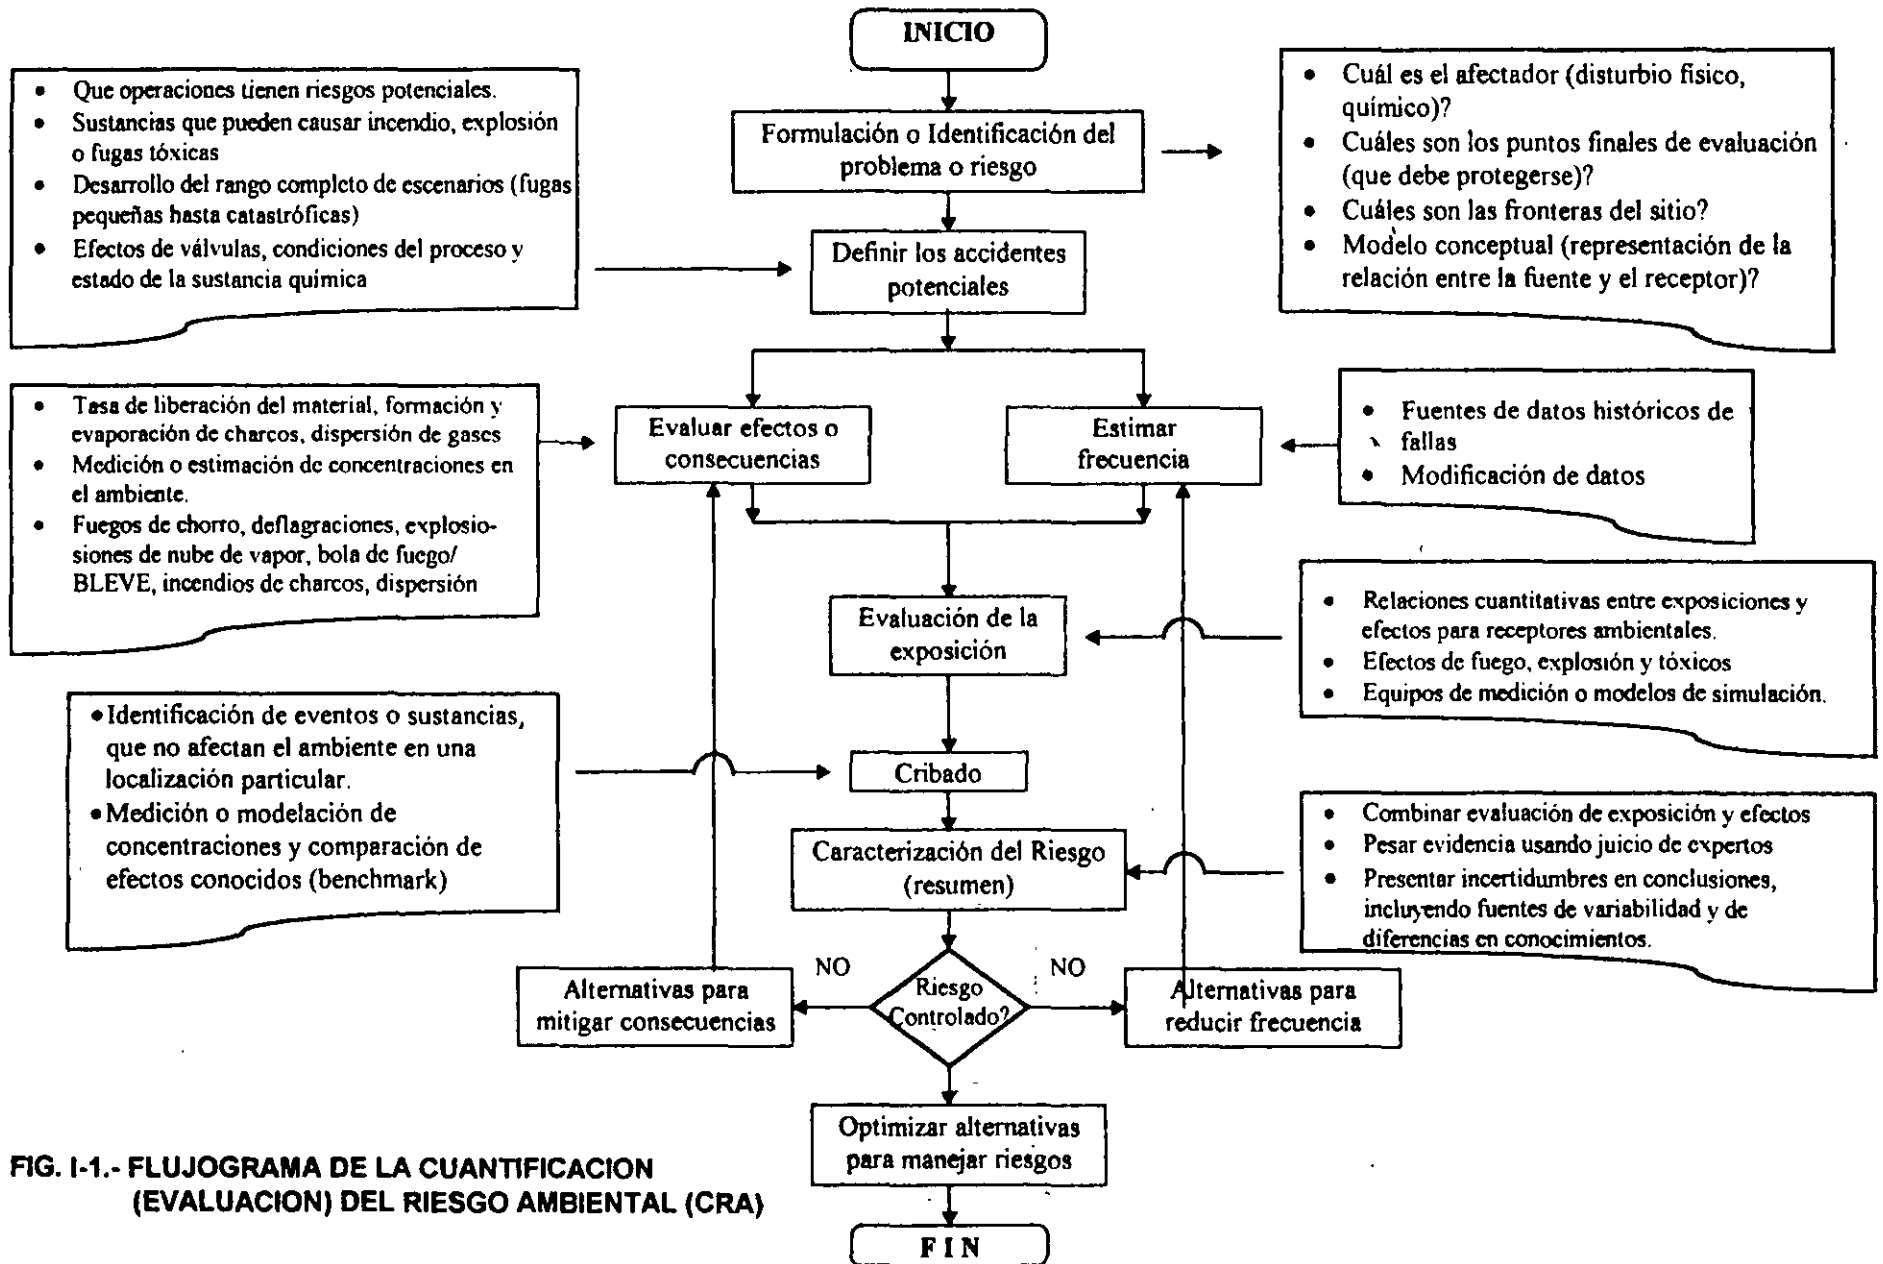 INICIO
• Que operaciones tienen riesgos potenciales.
• Sustancias que pueden causar incendio, explosión
o fugas tóxicas
• Desarrollo del rango completo de escenarios (fugas
pequeñas hasta catastróficas)
• Efectos de válvulas, condiciones del proceso y
estado de la sustancia química
Formulación o Identificación del
problema o riesgo
• Cuál es el afectador (disturbio físico,
químico)?
• Cuáles son los puntos finales de evaluación
(que debe protegerse)?
• Cuáles son las fronteras del sitio?
• Modelo conceptual (representación de la
relación entre la fuente y el receptor)?
Definir los accidentes
potenciales
• Tasa de liberación del material, formación y
evaporación de charcos, dispersión de gases
• Medición o estimación de concentraciones en
el ambiente.
• Fuegos de chorro, deflagraciones, explosio-
siones de nube de vapor, bola de fuego/
BLEVE, incendios de charcos, dispersión
Evaluar efectos o
consecuencias
Estimar
frecuencia
• Fuentes de datos históricos de
• fallas
• Modificación de datos
Evaluación de la
exposición
• Relaciones cuantitativas entre exposiciones y
efectos para receptores ambientales.
• Efectos de fuego, explosión y tóxicos
• Equipos de medición o modelos de simulación.
• Identificación de eventos o sustancias,
que no afectan el ambiente en una
localización particular.
• Medición o modelación de
concentraciones y comparación de
efectos conocidos (benchmark)
Cribado
Caracterización del Riesgo
(resumen)
• Combinar evaluación de exposición y efectos
• Pesar evidencia usando juicio de expertos
• Presentar incertidumbres en conclusiones,
incluyendo fuentes de variabilidad y de
diferencias en conocimientos.
Alternativas para
mitigar consecuencias
NO
Riesgo
Controlado?
NO
Alternativas para
reducir frecuencia
Optimizar alternativas
para manejar riesgos
FIN
FIG. I-1.- FLUJOGRAMA DE LA CUANTIFICACION
(EVALUACION) DEL RIESGO AMBIENTAL (CRA)